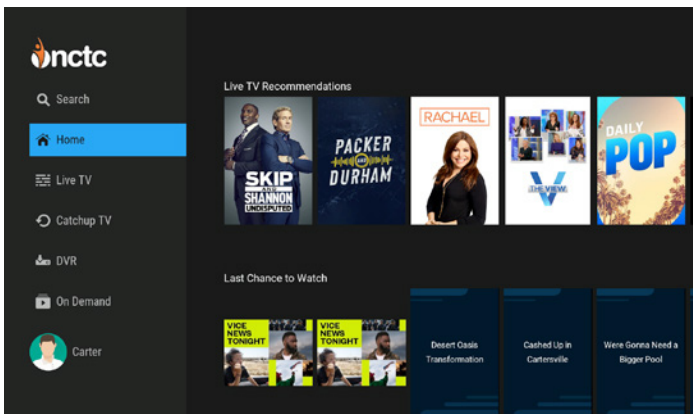 nctc
Search
Home
Live TV
Catchup TV
DVR
On Demand
Carter
Live TV Recommendations
SKIP
AND
SHANNON
UNDISPUTED
PACKER
AND
DURHAM
RACHAEL
THE VIEW
V
DAILY
POP
Last Chance to Watch
VICE
NEWS
TONIGHT
VICE
NEWS
TONIGHT
Desert Oasis
Transformation
Cashed Up in
Cartersville
Were Gonna Need a
Bigger Pool